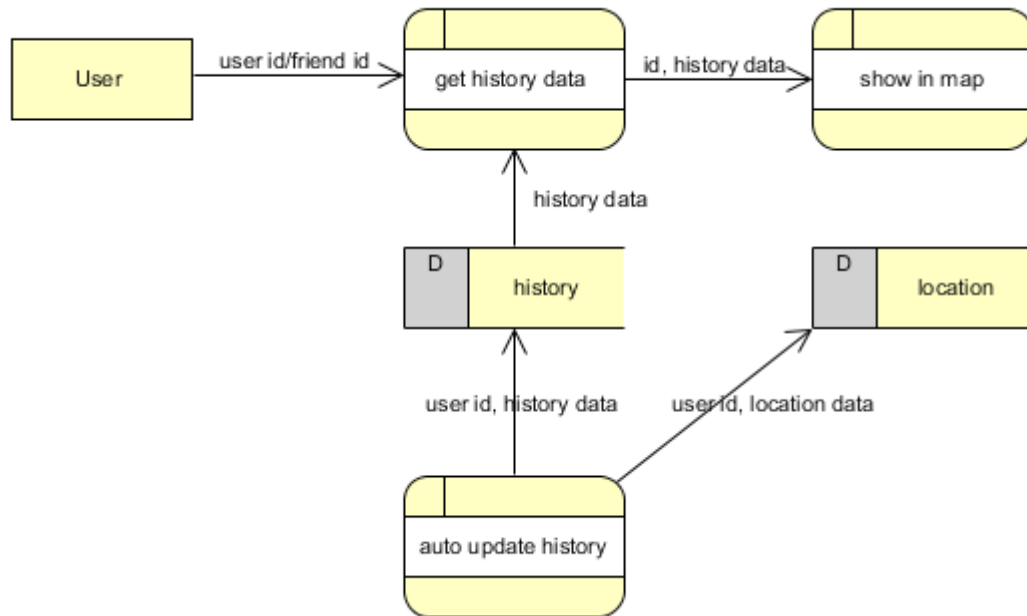 User
user id/friend id
get history data
id, history data
show in map
history data
D
history
D
location
user id, history data
user id, location data
auto update history